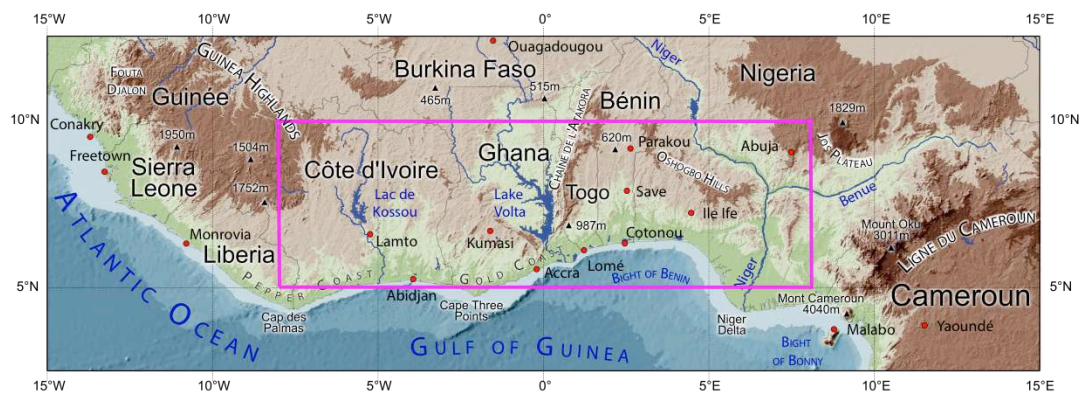 15°W 10°W 5°W 0° 5°E 10°E 15°E
Ouagadougou
Niger
Burkina Faso
515m
465m
Nigeria
GUINEA HIGHLANDS
FOUTA
DJALON
Guinée
Bénin
1829m
10°N
10°N
Conakry
1950m
1504m
CHAÎNE DE L'ATAKORA
620m
Parakou
Abuja
JOS PLATEAU
Freetown
Sierra
Leone
1752m
Côte d'Ivoire
Ghana
OSHOGBO HILLS
Lac de
Kossou
Lake
Volta
Togo
Save
Benue
ATLANTIC OCEAN
Monrovia
Liberia
Lamto
Kumasi
987m
Ile Ife
Cotonou
Mount Oku
3011m
LIGNE DU CAMEROUN
PEPPER COAST
GOLD COAST
Accra
Lomé
BIGHT OF BENIN
Niger
5°N
5°N
Abidjan
Cape Three
Points
Cap des
Palmas
Niger
Delta
Mont Cameroun
4040m
Cameroun
Malabo
Yaoundé
GULF OF GUINEA
BIGHT
OF BONNY
15°W 10°W 5°W 0° 5°E 10°E 15°E